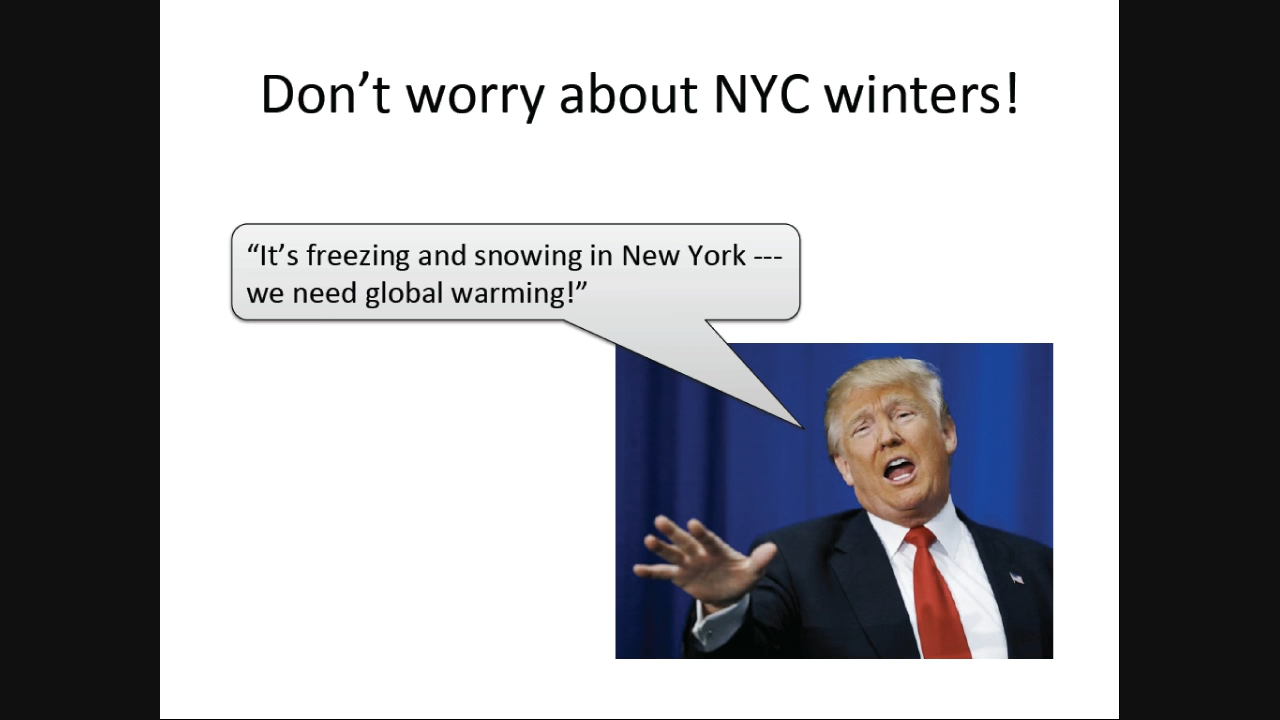 Don’t worry about NYC winters!
“It’s freezing and snowing in New York ---
we need global warming!”